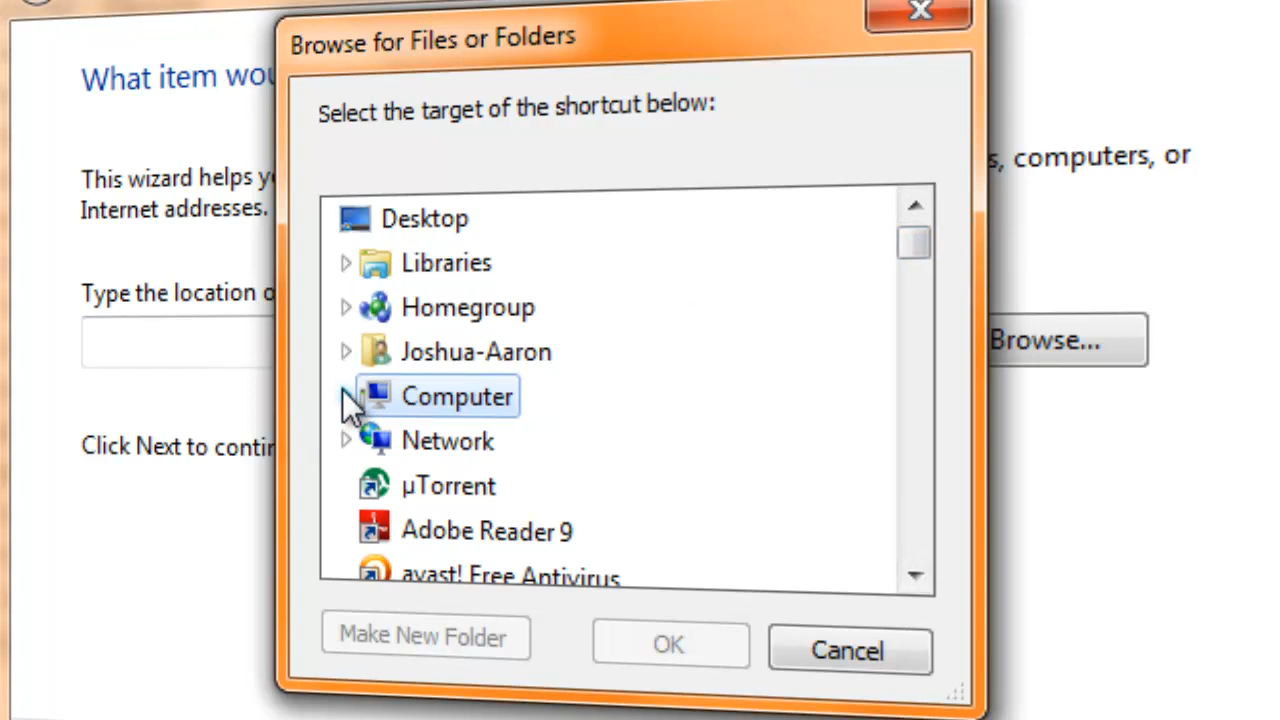 Browse for Files or Folders
What item wou
Select the target of the shortcut below:
This wizard helps y
s, computers, or
Internet addresses.
Desktop
Libraries
Type the location o
Homegroup
Browse...
Joshua-Aaron
Computer
Click Next to contin
Network
µTorrent
Adobe Reader 9
avast! Free Antivirus
Make New Folder
OK
Cancel